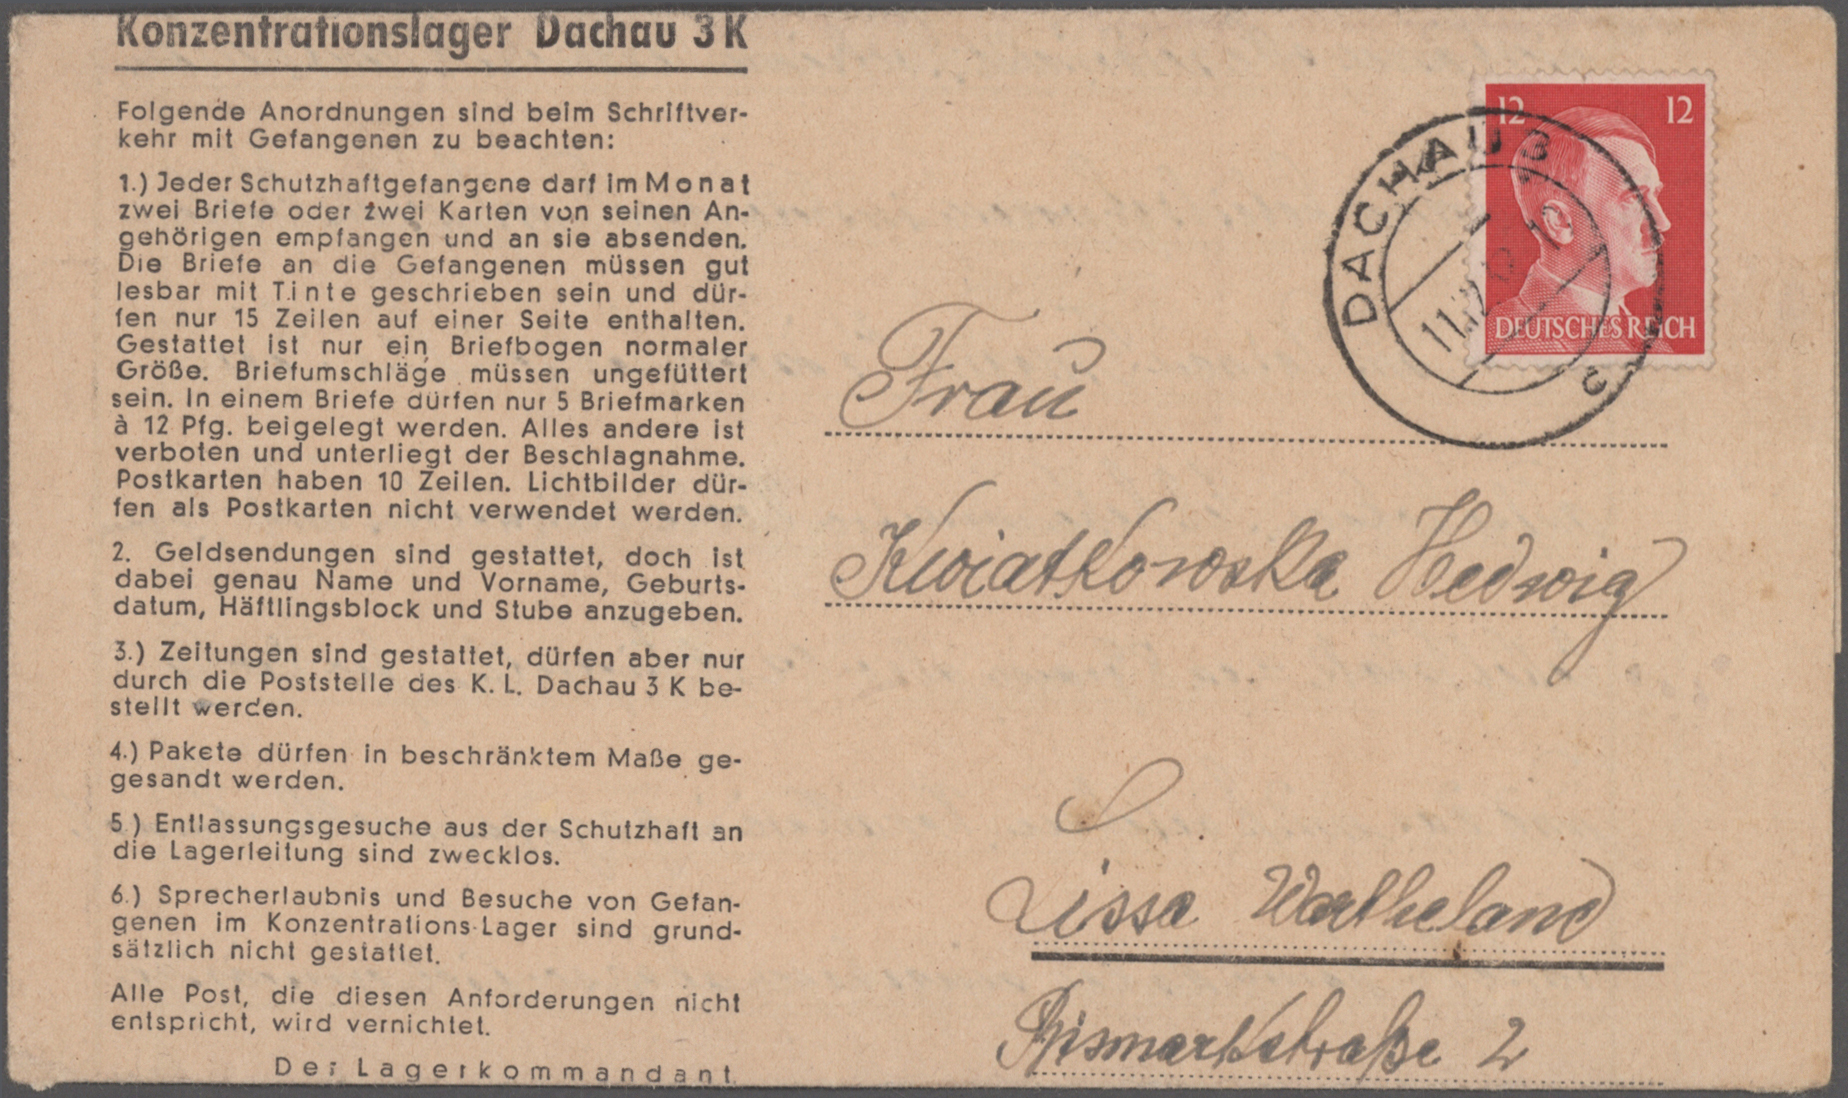 Konzentrationslager Dachau 3 K
Folgende Anordnungen sind beim Schriftver-
kehr mit Gefangenen zu beachten:
1.) Jeder Schutzhaftgefangene darf im Monat
zwei Briefe oder zwei Karten von seinen An-
gehörigen empfangen und an sie absenden.
Die Briefe an die Gefangenen müssen gut
lesbar mit Tinte geschrieben sein und dür-
fen nur 15 Zeilen auf einer Seite enthalten.
Gestattet ist nur ein Briefbogen normaler
Größe. Briefumschläge müssen ungefüttert
sein. In einem Briefe dürfen nur 5 Briefmarken
à 12 Pfg. beigelegt werden. Alles andere ist
verboten und unterliegt der Beschlagnahme.
Postkarten haben 10 Zeilen. Lichtbilder dür-
fen als Postkarten nicht verwendet werden.
2. Geldsendungen sind gestattet, doch ist
dabei genau Name und Vorname, Geburts-
datum, Häftlingsblock und Stube anzugeben.
3.) Zeitungen sind gestattet, dürfen aber nur
durch die Poststelle des K. L. Dachau 3 K be-
stellt werden.
4.) Pakete dürfen in beschränktem Maße ge-
gesandt werden.
5.) Entlassungsgesuche aus der Schutzhaft an
die Lagerleitung sind zwecklos.
6.) Sprecherlaubnis und Besuche von Gefan-
genen im Konzentrations-Lager sind grund-
sätzlich nicht gestattet.
Alle Post, die diesen Anforderungen nicht
entspricht, wird vernichtet.
Der Lagerkommandant
12 12
DEUTSCHES REICH
DACHAU 3
c
Frau
Kwiatkowska Hedwig
Lissa Wartheland
Bismarkstraße 2